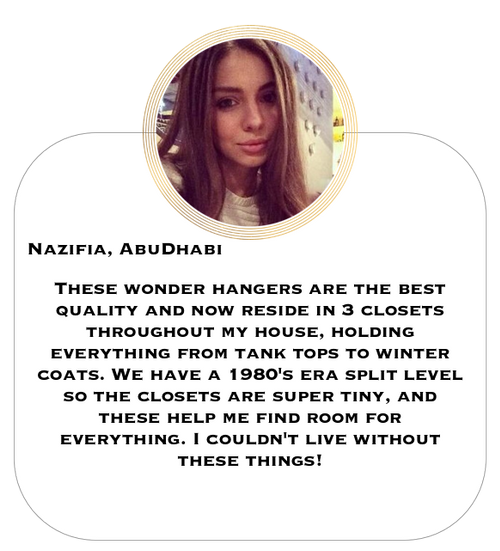 Nazifia, AbuDhabi
These wonder hangers are the best
quality and now reside in 3 closets
throughout my house, holding
everything from tank tops to winter
coats. We have a 1980's era split level
so the closets are super tiny, and
these help me find room for
everything. I couldn't live without
these things!